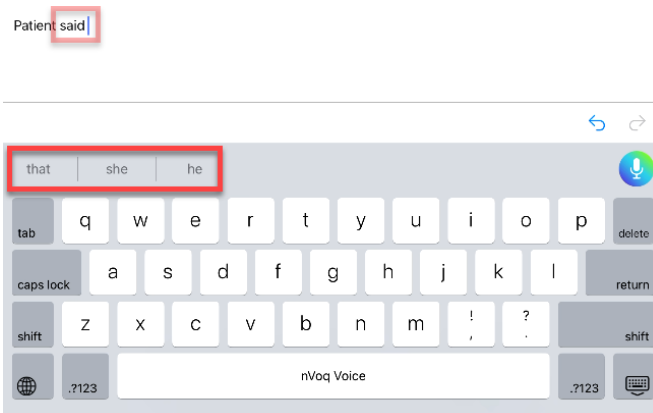 Patient said
that she he
tab q w e r t y u i o p delete
caps lock a s d f g h j k l return
shift z x c v b n m ! , ? . shift
.?123 nVoq Voice .?123